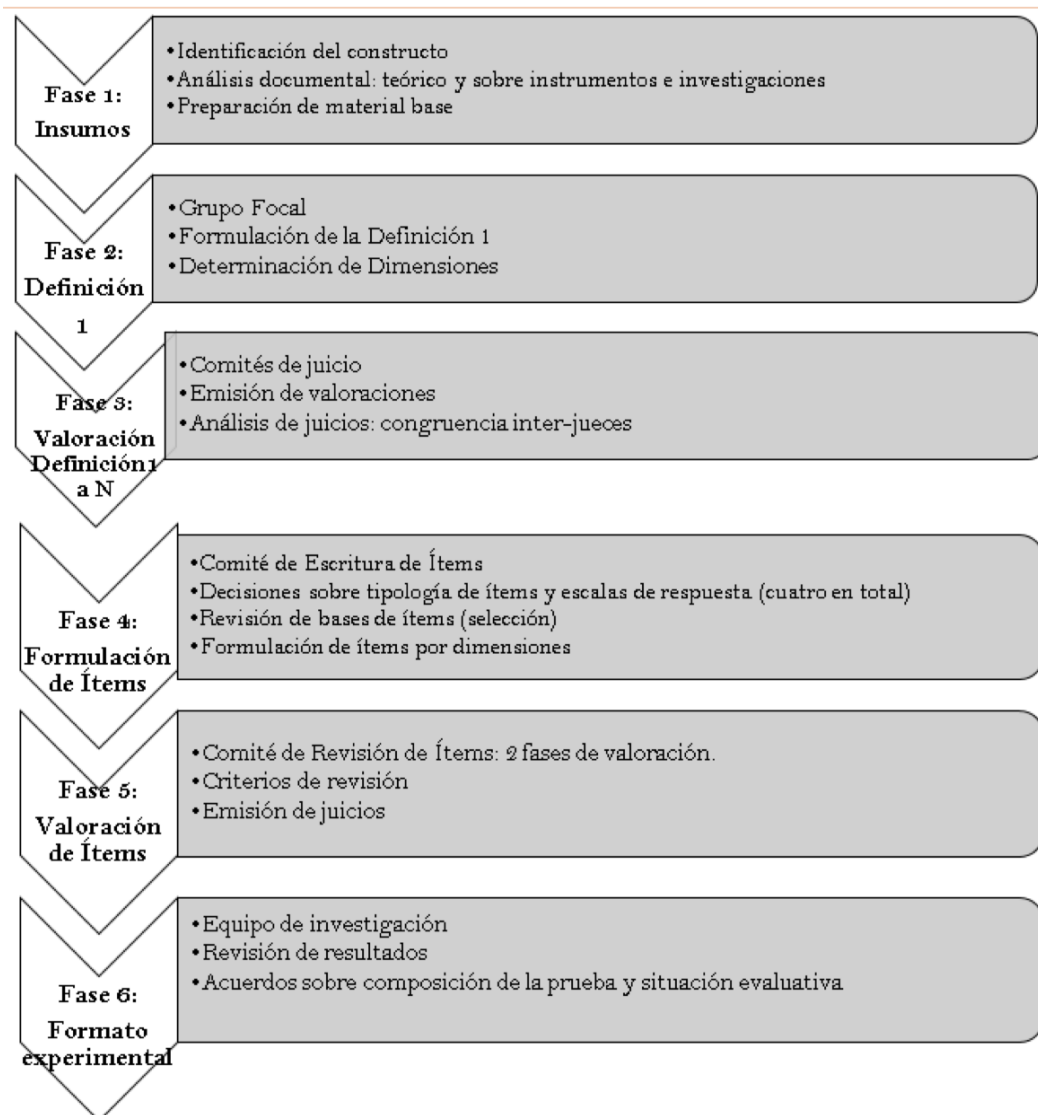 Fase 1:
Insumos
•Identificación del constructo
•Análisis documental: teórico y sobre instrumentos e investigaciones
•Preparación de material base
Fase 2:
Definición
1
•Grupo Focal
•Formulación de la Definición 1
•Determinación de Dimensiones
Fase 3:
Valoración
Definición1
a N
•Comités de juicio
•Emisión de valoraciones
•Análisis de juicios: congruencia inter-jueces
Fase 4:
Formulación
de Ítems
•Comité de Escritura de Ítems
•Decisiones sobre tipología de ítems y escalas de respuesta (cuatro en total)
•Revisión de bases de ítems (selección)
•Formulación de ítems por dimensiones
Fase 5:
Valoración
de Ítems
•Comité de Revisión de Ítems: 2 fases de valoración.
•Criterios de revisión
•Emisión de juicios
Fase 6:
Formato
experimental
•Equipo de investigación
•Revisión de resultados
•Acuerdos sobre composición de la prueba y situación evaluativa